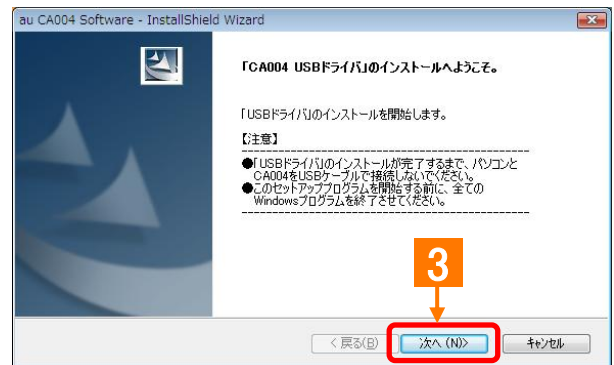 au CA004 Software - InstallShield Wizard
「CA004 USBドライバ」のインストールへようこそ。
「USBドライバ」のインストールを開始します。
【注意】
●「USBドライバ」のインストールが完了するまで、パソコンと
CA004をUSBケーブルで接続しないでください。
●このセットアッププログラムを開始する前に、全ての
Windowsプログラムを終了させてください。
3
< 戻る(B)
次へ (N)>
キャンセル